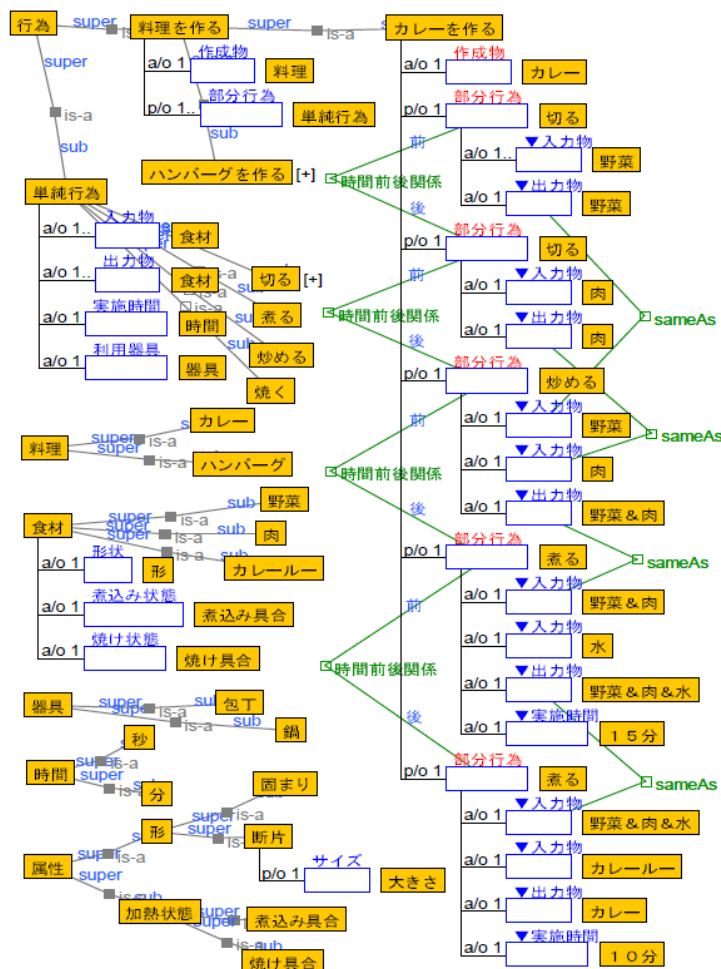 行為
super
is-a
料理を作る
super
is-a
カレーを作る
a/o 1
作成物
料理
p/o 1..
部分行為
単純行為
sub
ハンバーグを作る
[+]
super
is-a
sub
単純行為
a/o 1..
入力物
食材
a/o 1..
出力物
食材
a/o 1
実施時間
時間
a/o 1
利用器具
器具
super
is-a
is-a
sub
切る
[+]
煮る
炒める
焼く
料理
super
is-a
カレー
super
is-a
ハンバーグ
食材
super
is-a
sub
野菜
super
is-a
sub
肉
super
is-a
sub
カレールー
a/o 1
形状
形
a/o 1
煮込み状態
煮込み具合
a/o 1
焼け状態
焼け具合
器具
super
is-a
sub
包丁
super
is-a
sub
鍋
時間
super
is-a
秒
super
is-a
分
属性
super
is-a
形
super
is-a
固まり
super
is-a
断片
p/o 1
サイズ
大きさ
super
is-a
sub
加熱状態
super
is-a
煮込み具合
super
is-a
焼け具合
a/o 1
作成物
カレー
p/o 1
部分行為
切る
a/o 1..
▼入力物
野菜
a/o 1
▼出力物
野菜
前
時間前後関係
後
p/o 1
部分行為
切る
a/o 1
▼入力物
肉
a/o 1
▼出力物
肉
sameAs
前
時間前後関係
後
p/o 1
部分行為
炒める
a/o 1
▼入力物
野菜
a/o 1
▼入力物
肉
a/o 1
▼出力物
野菜＆肉
sameAs
前
時間前後関係
後
p/o 1
部分行為
煮る
a/o 1
▼入力物
野菜＆肉
a/o 1
▼入力物
水
a/o 1
▼出力物
野菜＆肉＆水
a/o 1
▼実施時間
１５分
sameAs
前
時間前後関係
後
p/o 1
部分行為
煮る
a/o 1
▼入力物
野菜＆肉＆水
a/o 1
▼入力物
カレールー
a/o 1
▼出力物
カレー
a/o 1
▼実施時間
１０分
sameAs